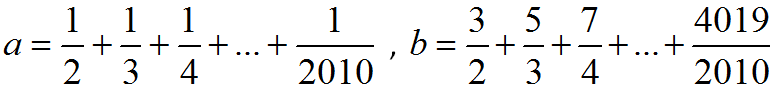 a = 1/2 + 1/3 + 1/4 + ... + 1/2010 , b = 3/2 + 5/3 + 7/4 + ... + 4019/2010